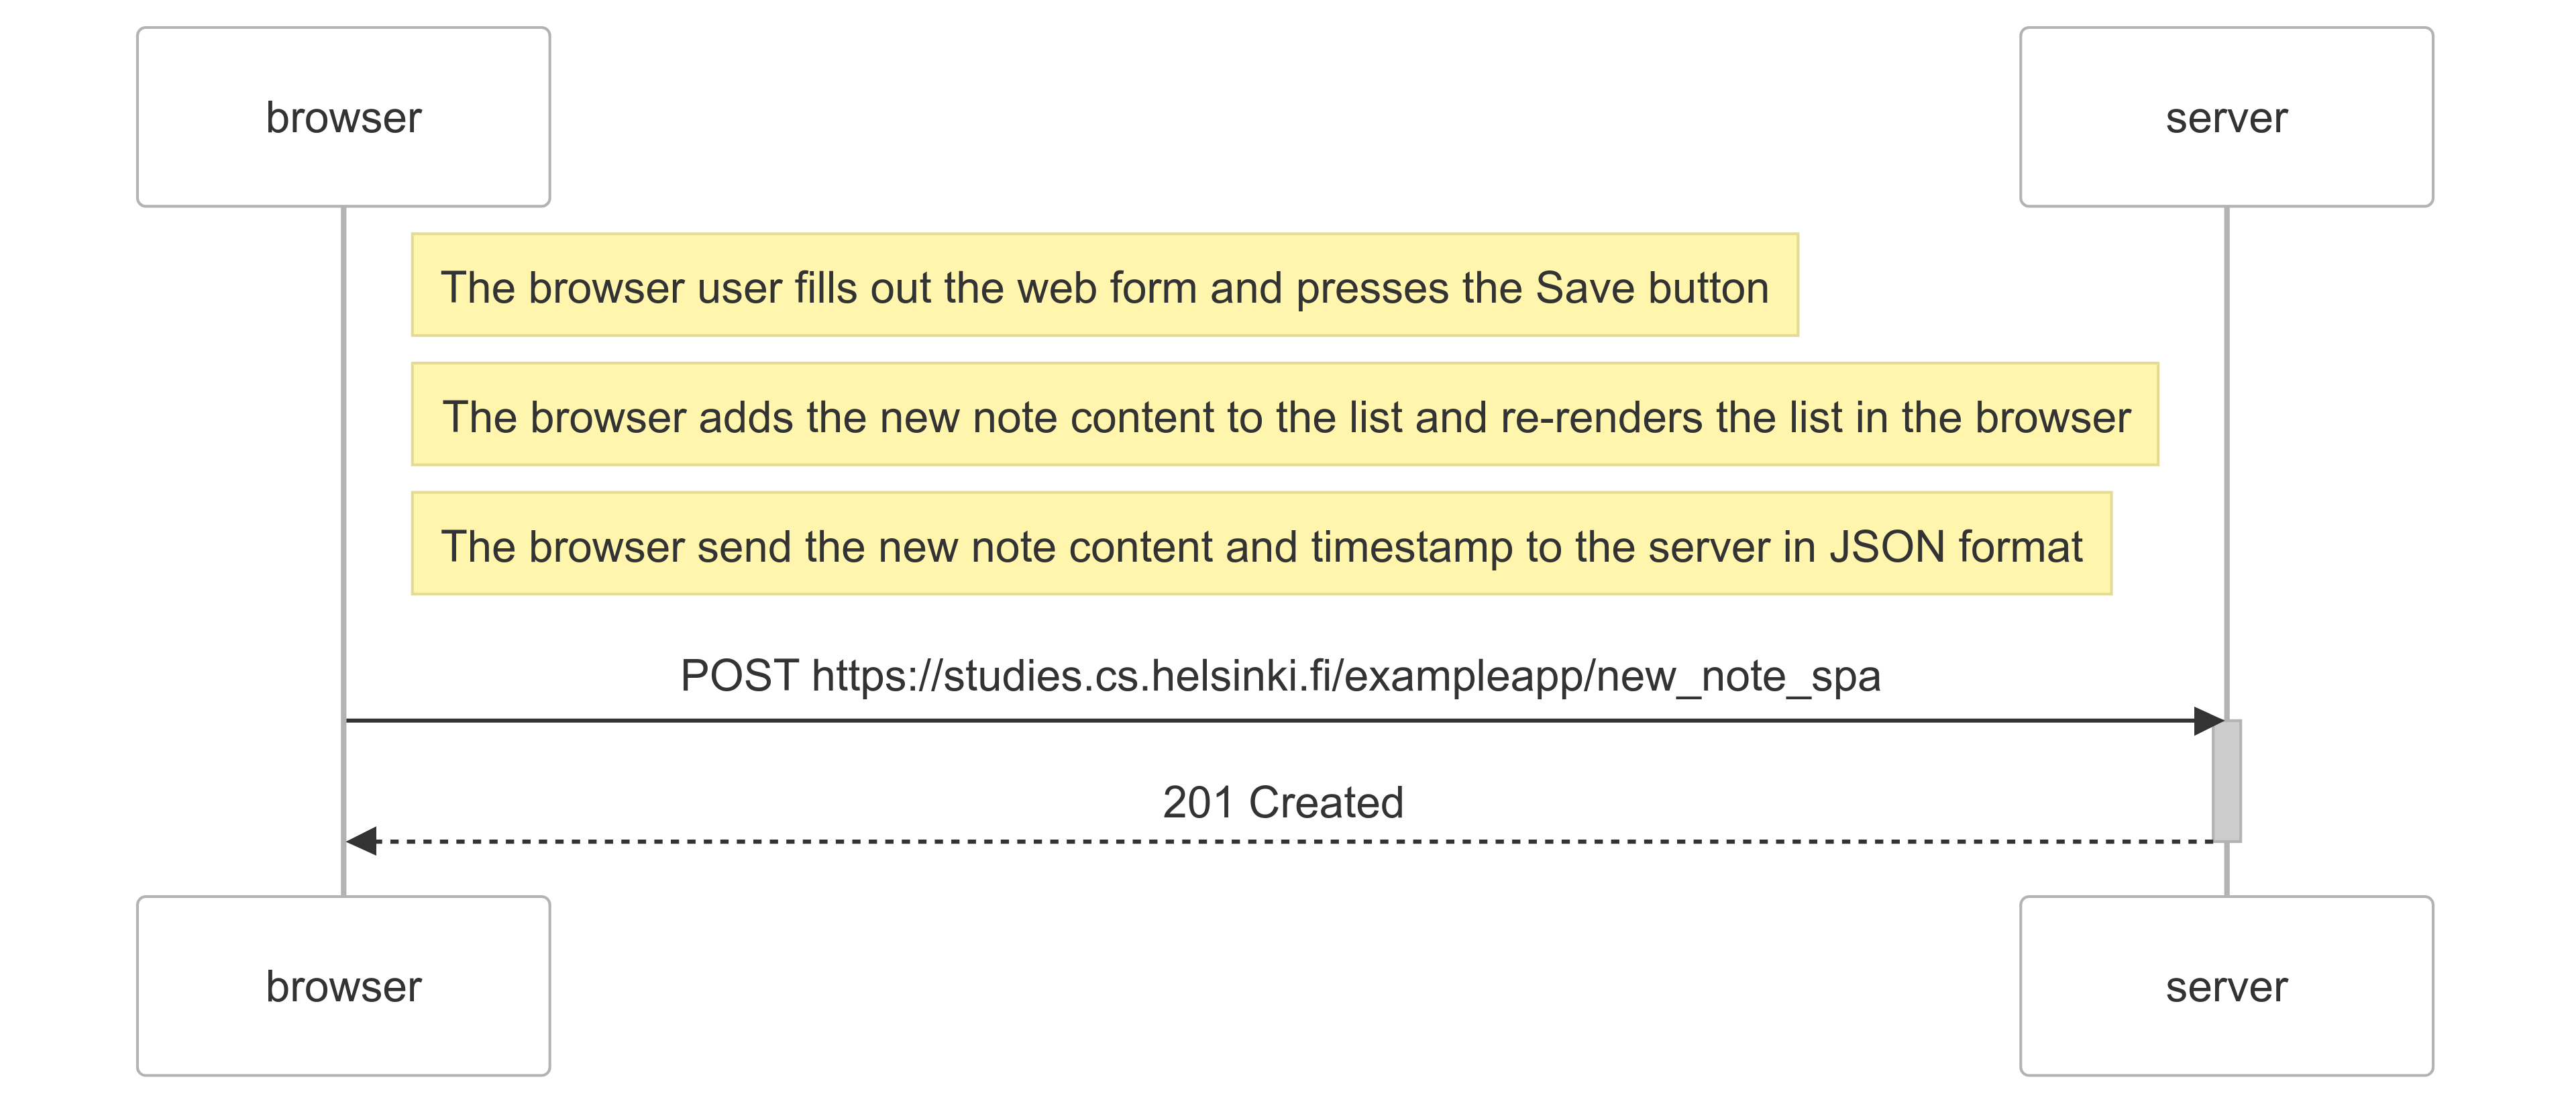 browser
server
The browser user fills out the web form and presses the Save button
The browser adds the new note content to the list and re-renders the list in the browser
The browser send the new note content and timestamp to the server in JSON format
POST https://studies.cs.helsinki.fi/exampleapp/new_note_spa
201 Created
browser
server